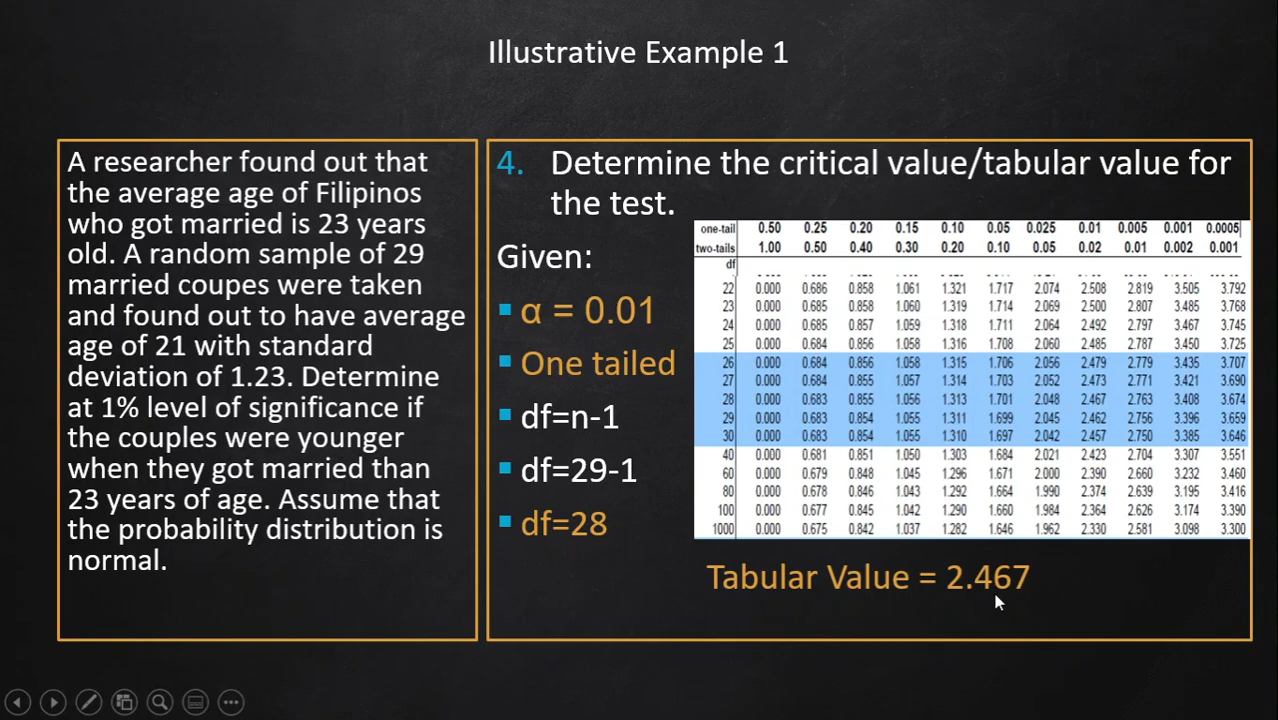 Illustrative Example 1
A researcher found out that
the average age of Filipinos
who got married is 23 years
old. A random sample of 29
married coupes were taken
and found out to have average
age of 21 with standard
deviation of 1.23. Determine
at 1% level of significance if
the couples were younger
when they got married than
23 years of age. Assume that
the probability distribution is
normal.
4. Determine the critical value/tabular value for
the test.
Given:
▪ α = 0.01
▪ One tailed
▪ df=n-1
▪ df=29-1
▪ df=28
one-tail 0.50 0.25 0.20 0.15 0.10 0.05 0.025 0.01 0.005 0.001 0.0005
two-tails 1.00 0.50 0.40 0.30 0.20 0.10 0.05 0.02 0.01 0.002 0.001
df
22 0.000 0.686 0.858 1.061 1.321 1.717 2.074 2.508 2.819 3.505 3.792
23 0.000 0.685 0.858 1.060 1.319 1.714 2.069 2.500 2.807 3.485 3.768
24 0.000 0.685 0.857 1.059 1.318 1.711 2.064 2.492 2.797 3.467 3.745
25 0.000 0.684 0.856 1.058 1.316 1.708 2.060 2.485 2.787 3.450 3.725
26 0.000 0.684 0.856 1.058 1.315 1.706 2.056 2.479 2.779 3.435 3.707
27 0.000 0.684 0.855 1.057 1.314 1.703 2.052 2.473 2.771 3.421 3.690
28 0.000 0.683 0.855 1.056 1.313 1.701 2.048 2.467 2.763 3.408 3.674
29 0.000 0.683 0.854 1.055 1.311 1.699 2.045 2.462 2.756 3.396 3.659
30 0.000 0.683 0.854 1.055 1.310 1.697 2.042 2.457 2.750 3.385 3.646
40 0.000 0.681 0.851 1.050 1.303 1.684 2.021 2.423 2.704 3.307 3.551
60 0.000 0.679 0.848 1.045 1.296 1.671 2.000 2.390 2.660 3.232 3.460
80 0.000 0.678 0.846 1.043 1.292 1.664 1.990 2.374 2.639 3.195 3.416
100 0.000 0.677 0.845 1.042 1.290 1.660 1.984 2.364 2.626 3.174 3.390
1000 0.000 0.675 0.842 1.037 1.282 1.646 1.962 2.330 2.581 3.098 3.300
Tabular Value = 2.467